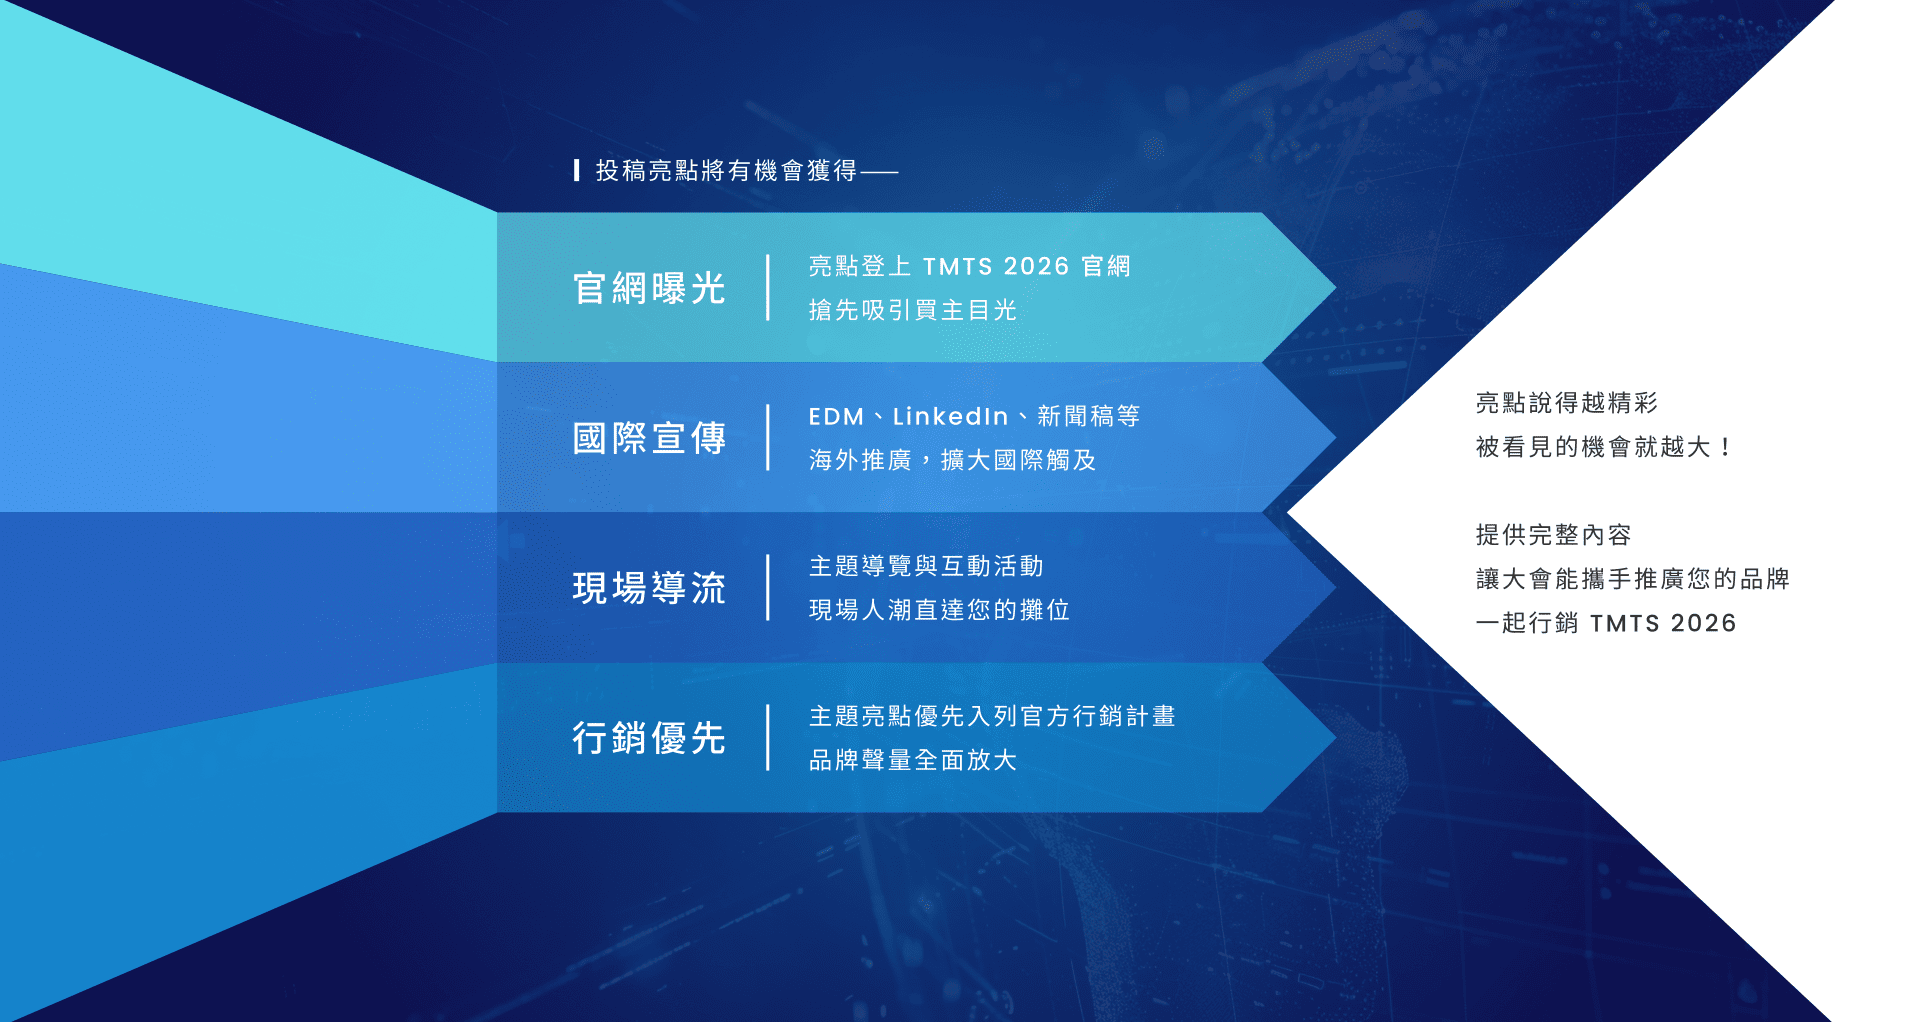 投稿亮點將有機會獲得——
官網曝光
亮點登上 TMTS 2026 官網
搶先吸引買主目光
國際宣傳
EDM、LinkedIn、新聞稿等
海外推廣，擴大國際觸及
現場導流
主題導覽與互動活動
現場人潮直達您的攤位
行銷優先
主題亮點優先入列官方行銷計畫
品牌聲量全面放大
亮點說得越精彩
被看見的機會就越大！
提供完整內容
讓大會能攜手推廣您的品牌
一起行銷 TMTS 2026